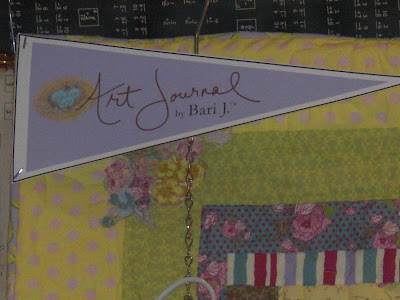 Art Journal
by Bari J.™